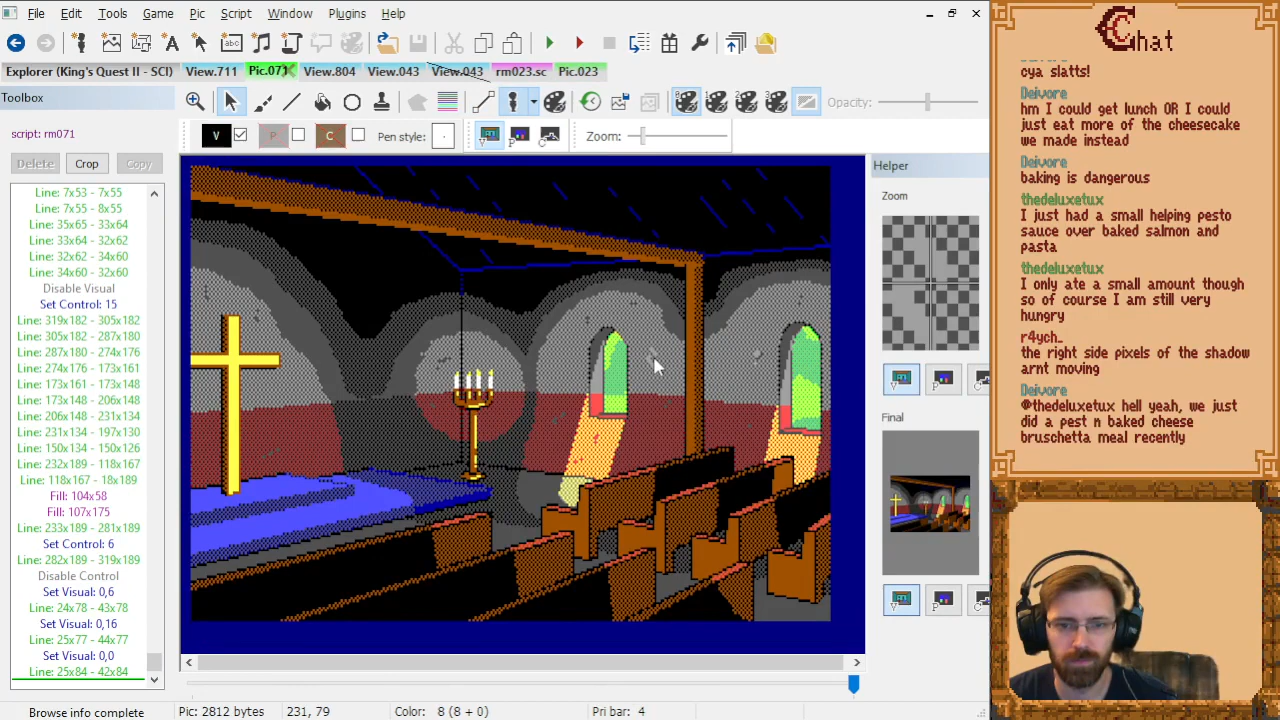 File Edit Tools Game Pic Script Window Plugins Help
Explorer (King's Quest II - SCI) View.711 Pic.071 View.804 View.043 View.043 rm023.sc Pic.023
Toolbox
Opacity:
script: rm071
V P C Pen style: V P C Zoom:
Delete Crop Copy
Line: 7x53 - 7x55
Line: 7x55 - 8x55
Line: 35x65 - 33x64
Line: 33x64 - 32x62
Line: 32x62 - 34x60
Line: 34x60 - 32x60
Disable Visual
Set Control: 15
Line: 319x182 - 305x182
Line: 305x182 - 287x180
Line: 287x180 - 274x176
Line: 274x176 - 173x161
Line: 173x161 - 173x148
Line: 173x148 - 206x148
Line: 206x148 - 231x134
Line: 231x134 - 197x130
Line: 150x134 - 150x126
Line: 232x189 - 118x167
Line: 118x167 - 18x189
Fill: 104x58
Fill: 107x175
Line: 233x189 - 281x189
Set Control: 6
Line: 282x189 - 319x189
Disable Control
Set Visual: 0,6
Line: 24x78 - 43x78
Set Visual: 0,16
Line: 25x77 - 44x77
Set Visual: 0,0
Line: 25x84 - 42x84
Helper
Zoom
V P C
Final
V P C
Browse info complete Pic: 2812 bytes 231, 79 Color: (8 + 0) Pri bar: 4
Chat
cya slatts!
Deivore
hm I could get lunch OR I could
just eat more of the cheesecake
we made instead
Deivore
baking is dangerous
thedeluxetux
I just had a small helping pesto
sauce over baked salmon and
pasta
thedeluxetux
I only ate a small amount though
so of course I am still very
hungry
r4ych_
the right side pixels of the shadow
arnt moving
Deivore
@thedeluxetux hell yeah, we just
did a pest n baked cheese
bruschetta meal recently